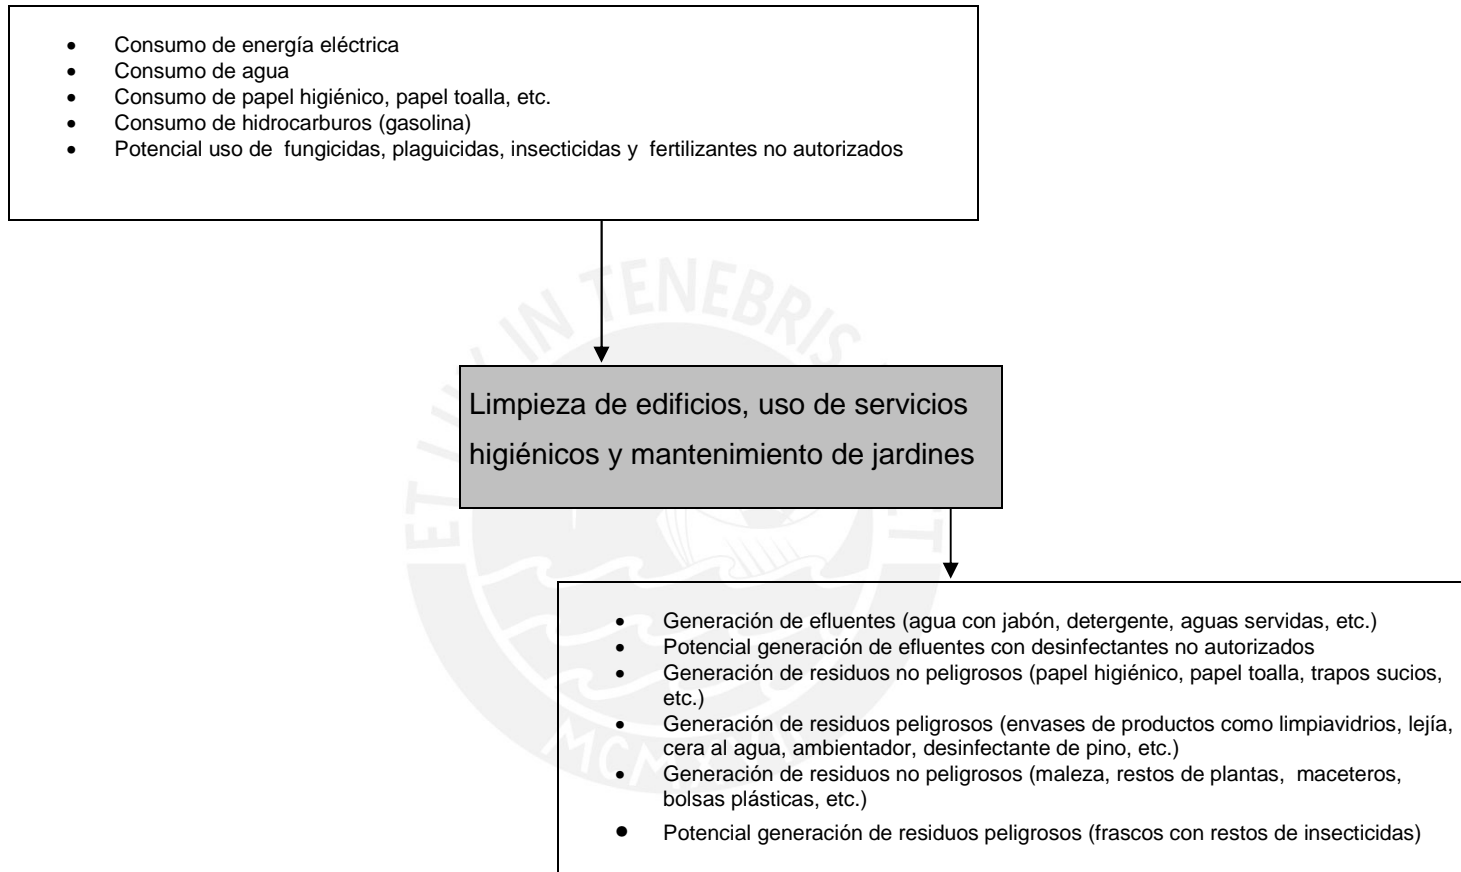 • Consumo de energía eléctrica
• Consumo de agua
• Consumo de papel higiénico, papel toalla, etc.
• Consumo de hidrocarburos (gasolina)
• Potencial uso de fungicidas, plaguicidas, insecticidas y fertilizantes no autorizados
ET LUX IN TENEBRIS
Limpieza de edificios, uso de servicios
higiénicos y mantenimiento de jardines
• Generación de efluentes (agua con jabón, detergente, aguas servidas, etc.)
• Potencial generación de efluentes con desinfectantes no autorizados
• Generación de residuos no peligrosos (papel higiénico, papel toalla, trapos sucios,
etc.)
• Generación de residuos peligrosos (envases de productos como limpiavidrios, lejía,
cera al agua, ambientador, desinfectante de pino, etc.)
• Generación de residuos no peligrosos (maleza, restos de plantas, maceteros,
bolsas plásticas, etc.)
• Potencial generación de residuos peligrosos (frascos con restos de insecticidas)